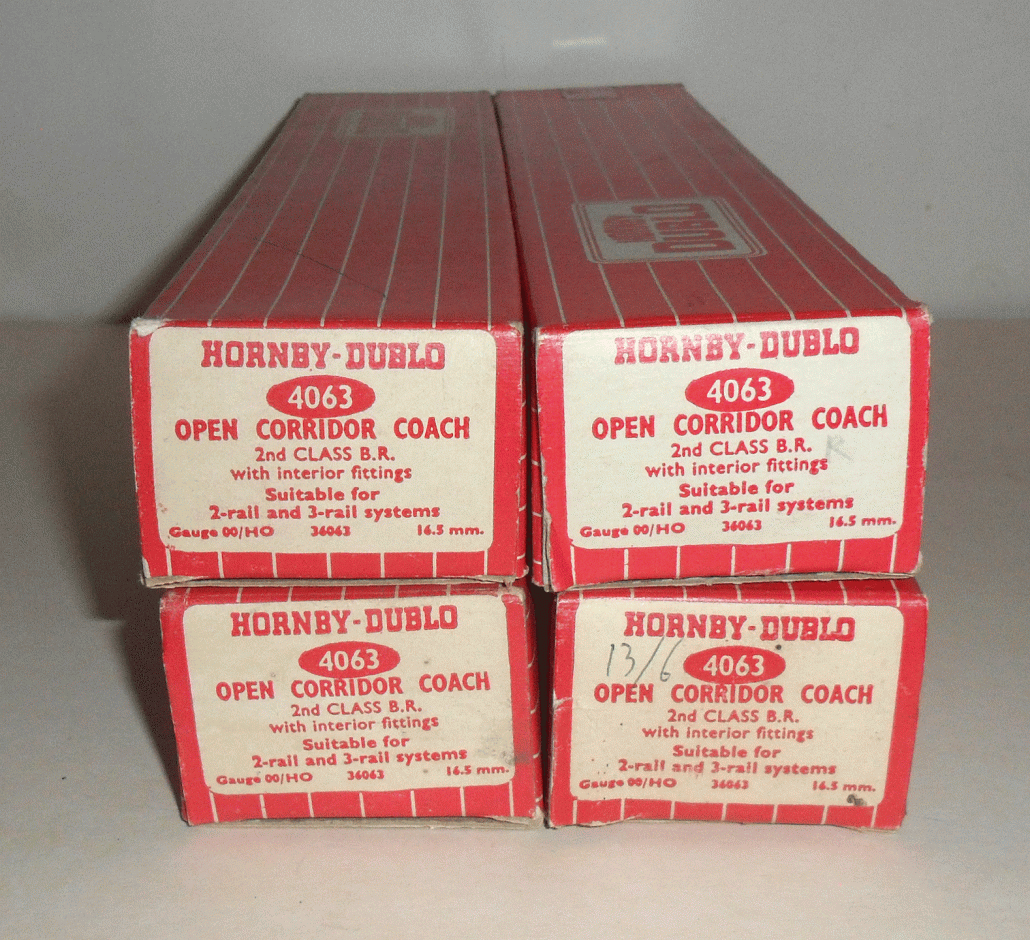 DUBLO
HORNBY-DUBLO
4063
OPEN CORRIDOR COACH
2nd CLASS B.R.
with interior fittings
Suitable for
2-rail and 3-rail systems
Gauge 00/HO 36063 16.5 mm.
HORNBY-DUBLO
4063
OPEN CORRIDOR COACH
2nd CLASS B.R.
R
with interior fittings
Suitable for
2-rail and 3-rail systems
Gauge 00/HO 36063 16.5 mm.
HORNBY-DUBLO
4063
OPEN CORRIDOR COACH
2nd CLASS B.R.
with interior fittings
Suitable for
2-rail and 3-rail systems
Gauge 00/HO 36063 16.5 mm.
HORNBY-DUBLO
13/6 4063
OPEN CORRIDOR COACH
2nd CLASS B.R.
with interior fittings
Suitable for
2-rail and 3-rail systems
Gauge 00/HO 36063 16.5 mm.